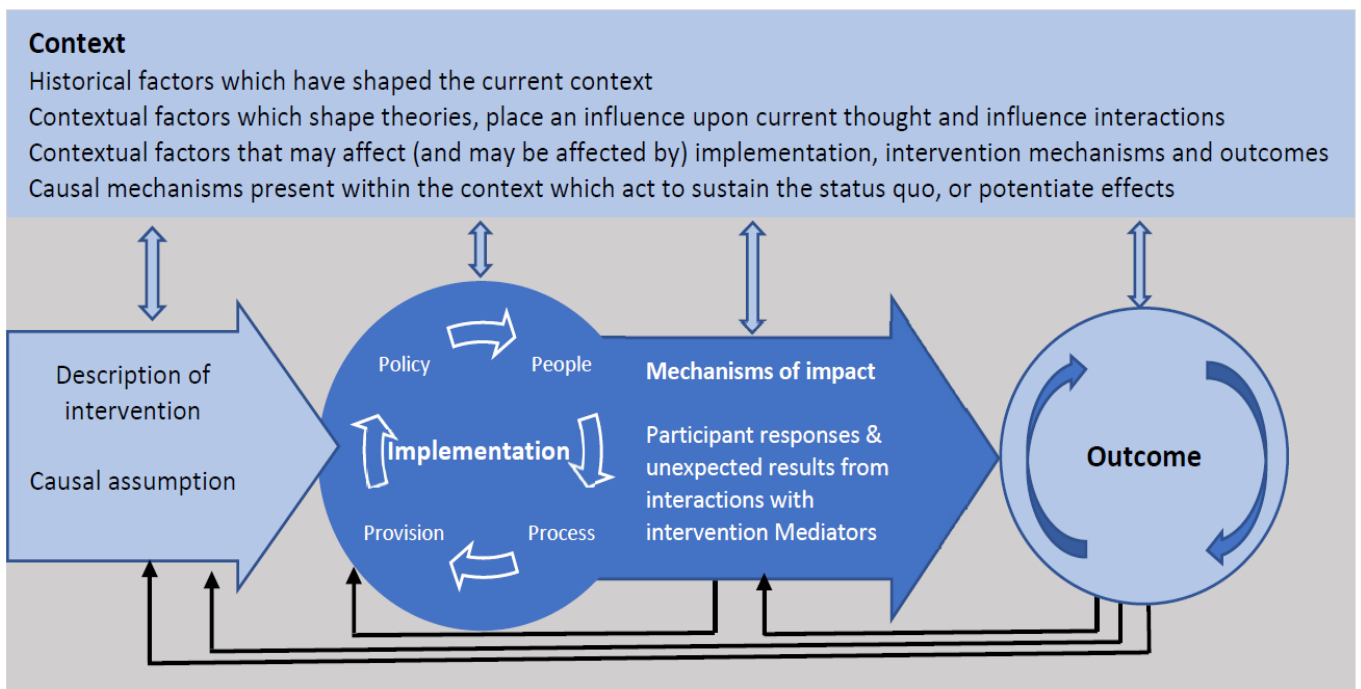 Context
Historical factors which have shaped the current context
Contextual factors which shape theories, place an influence upon current thought and influence interactions
Contextual factors that may affect (and may be affected by) implementation, intervention mechanisms and outcomes
Causal mechanisms present within the context which act to sustain the status quo, or potentiate effects
Description of
intervention
Causal assumption
Policy
People
Implementation
Provision
Process
Mechanisms of impact
Participant responses &
unexpected results from
interactions with
intervention Mediators
Outcome